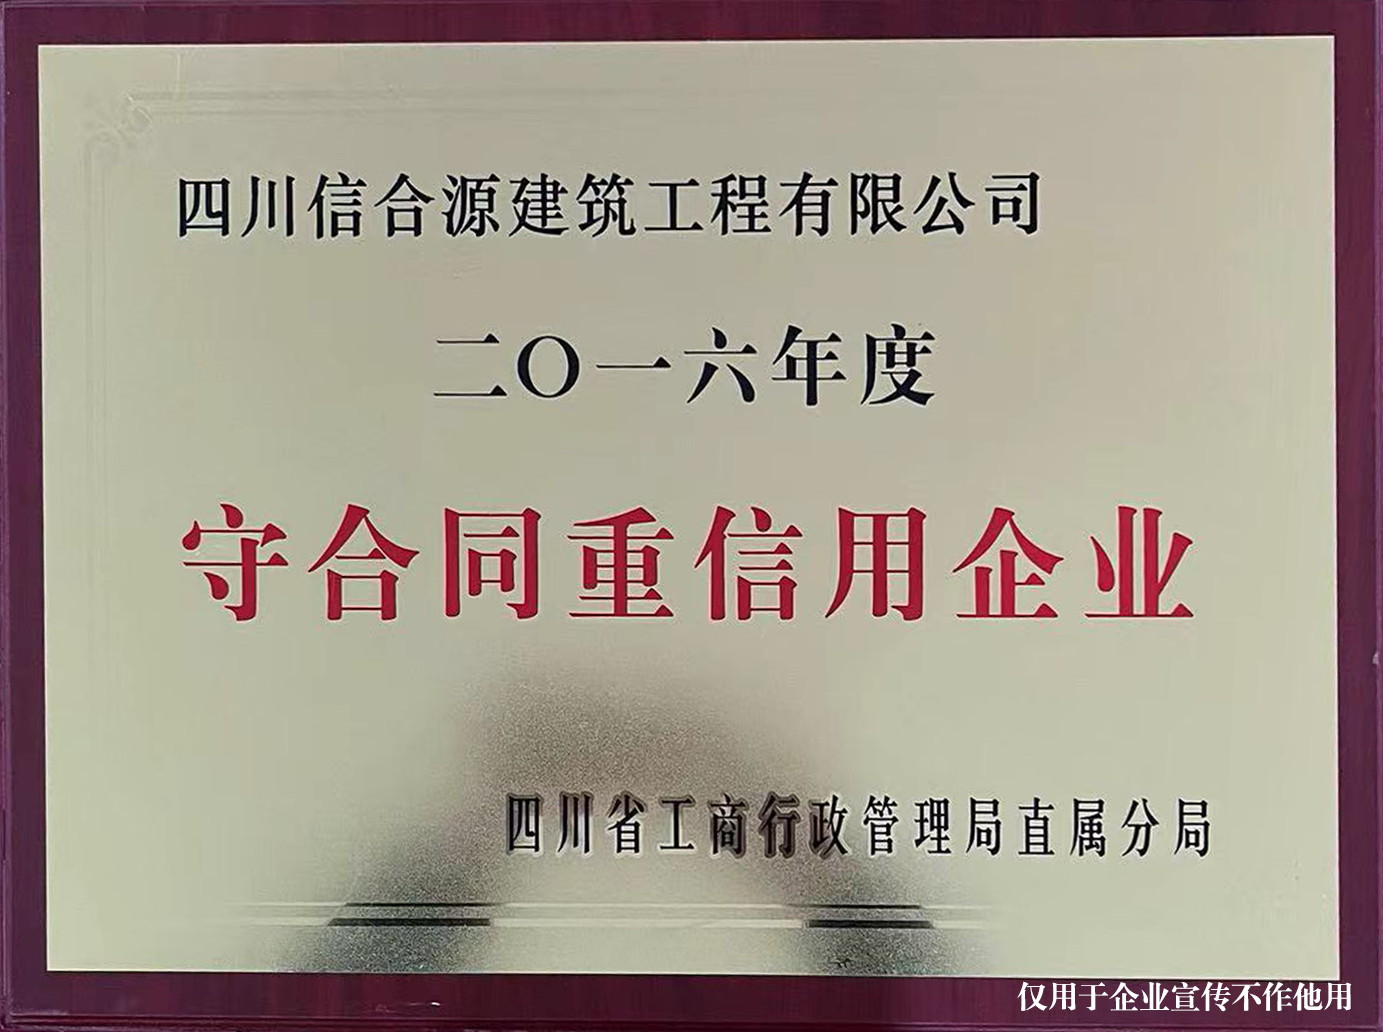 四川信合源建筑工程有限公司
二〇一六年度
守合同重信用企业
四川省工商行政管理局直属分局
仅用于企业宣传不作他用